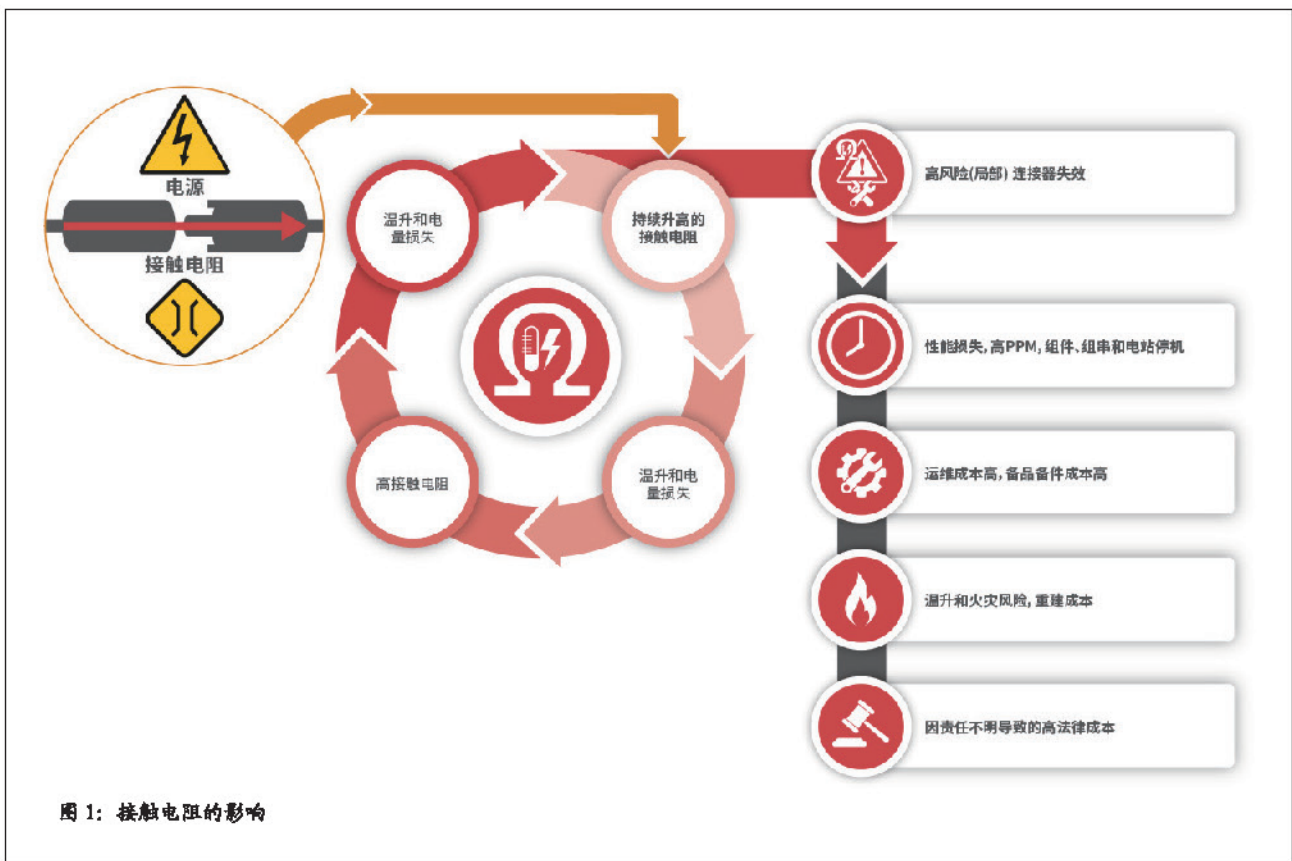 电源
接触电阻
温升和电
量损失
持续升高的
接触电阻
高接触电阻
温升和电
量损失
Ω
高风险(局部) 连接器失效
性能损失, 高PPM, 组件、组串和电站停机
运维成本高, 备品备件成本高
温升和火灾风险, 重建成本
因责任不明导致的高法律成本
图 1: 接触电阻的影响